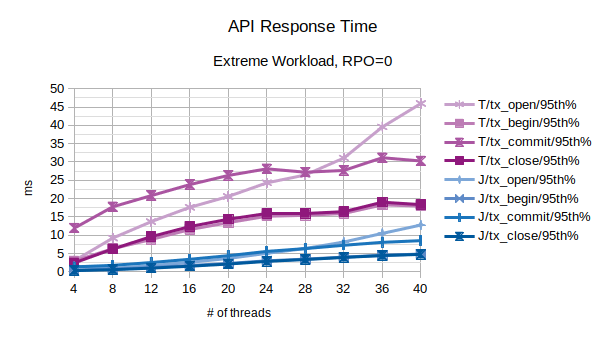 API Response Time
Extreme Workload, RPO=0
50
45
40
35
30
25
20
15
10
5
0
ms
4 8 12 16 20 24 28 32 36 40
# of threads
T/tx_open/95th%
T/tx_begin/95th%
T/tx_commit/95th%
T/tx_close/95th%
J/tx_open/95th%
J/tx_begin/95th%
J/tx_commit/95th%
J/tx_close/95th%